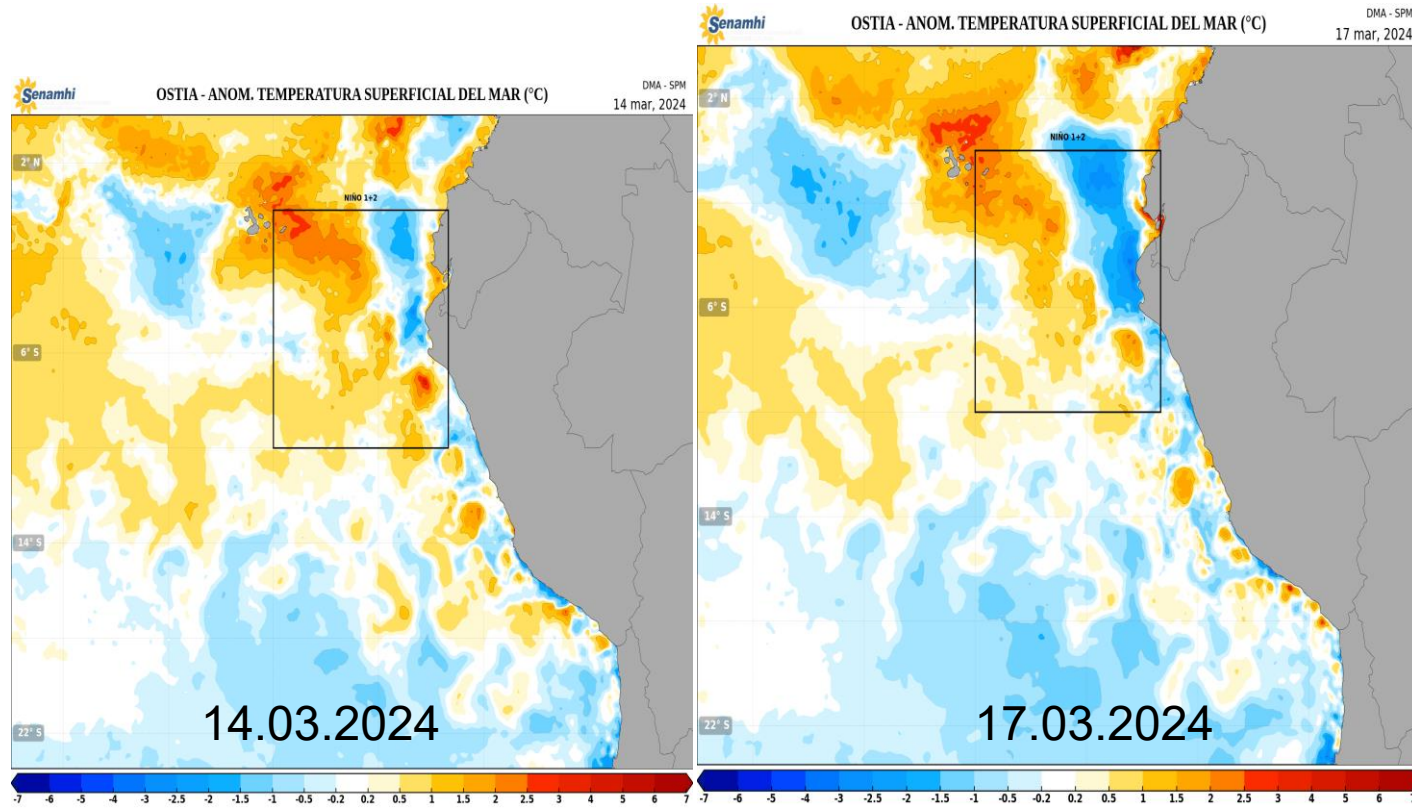 Senamhi
OSTIA - ANOM. TEMPERATURA SUPERFICIAL DEL MAR (°C)
DMA - SPM
14 mar, 2024
2° N
NIÑO 1+2
6° S
14° S
22° S
14.03.2024
-7 -6 -5 -4 -3 -2.5 -2 -1.5 -1 -0.5 -0.2 0.2 0.5 1 1.5 2 2.5 3 4 5 6 7
Senamhi
OSTIA - ANOM. TEMPERATURA SUPERFICIAL DEL MAR (°C)
DMA - SPM
17 mar, 2024
2° N
NIÑO 1+2
6° S
14° S
22° S
17.03.2024
-7 -6 -5 -4 -3 -2.5 -2 -1.5 -1 -0.5 -0.2 0.2 0.5 1 1.5 2 2.5 3 4 5 6